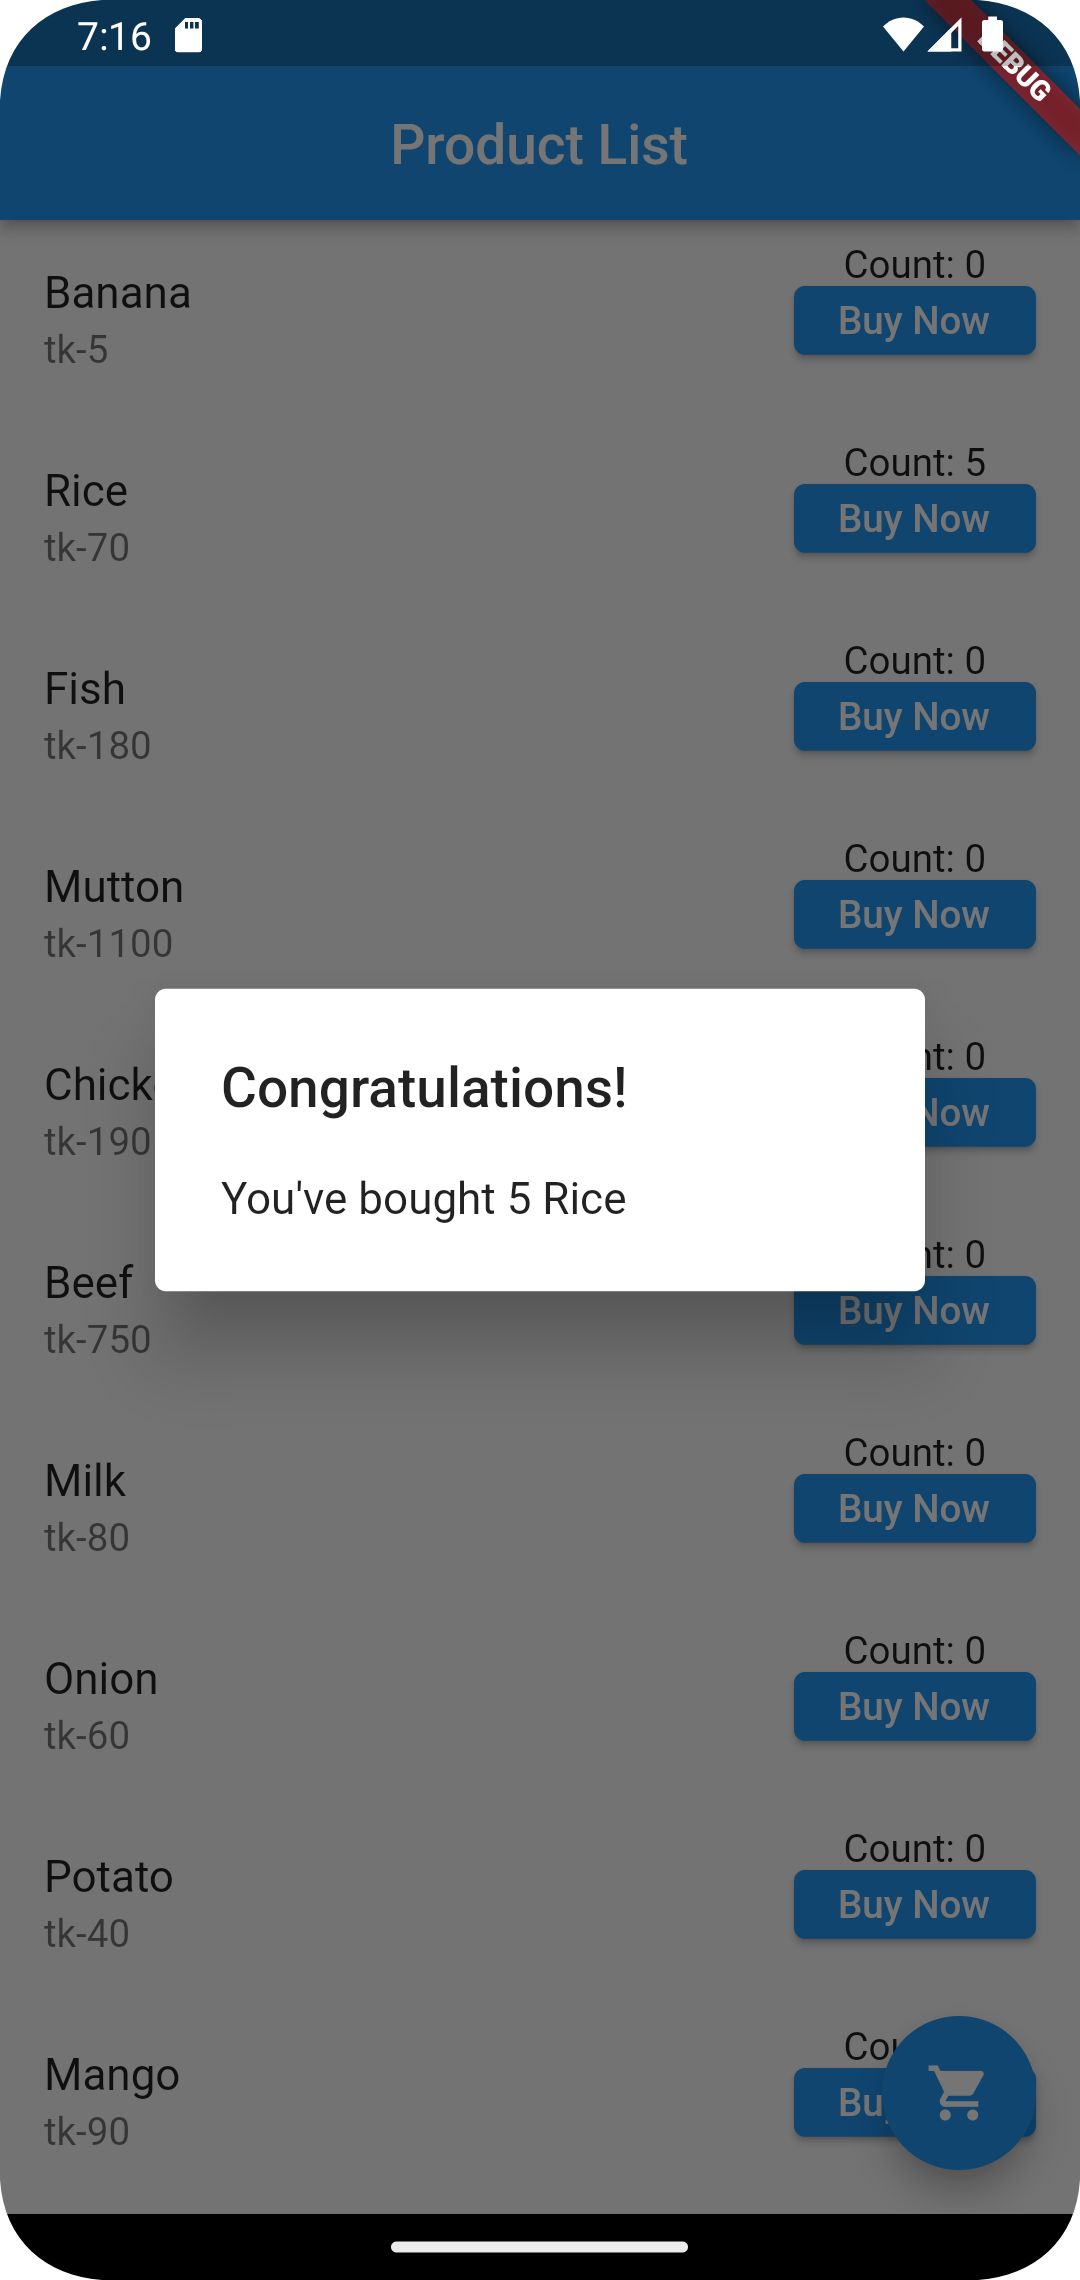 7:16
EBUG
Product List
Banana
tk-5
Count: 0
Buy Now
Rice
tk-70
Count: 5
Buy Now
Fish
tk-180
Count: 0
Buy Now
Mutton
tk-1100
Count: 0
Buy Now
Chick
tk-190
nt: 0
Now
Congratulations!
You've bought 5 Rice
Beef
tk-750
nt: 0
Buy Now
Milk
tk-80
Count: 0
Buy Now
Onion
tk-60
Count: 0
Buy Now
Potato
tk-40
Count: 0
Buy Now
Mango
tk-90
Cou
Bu